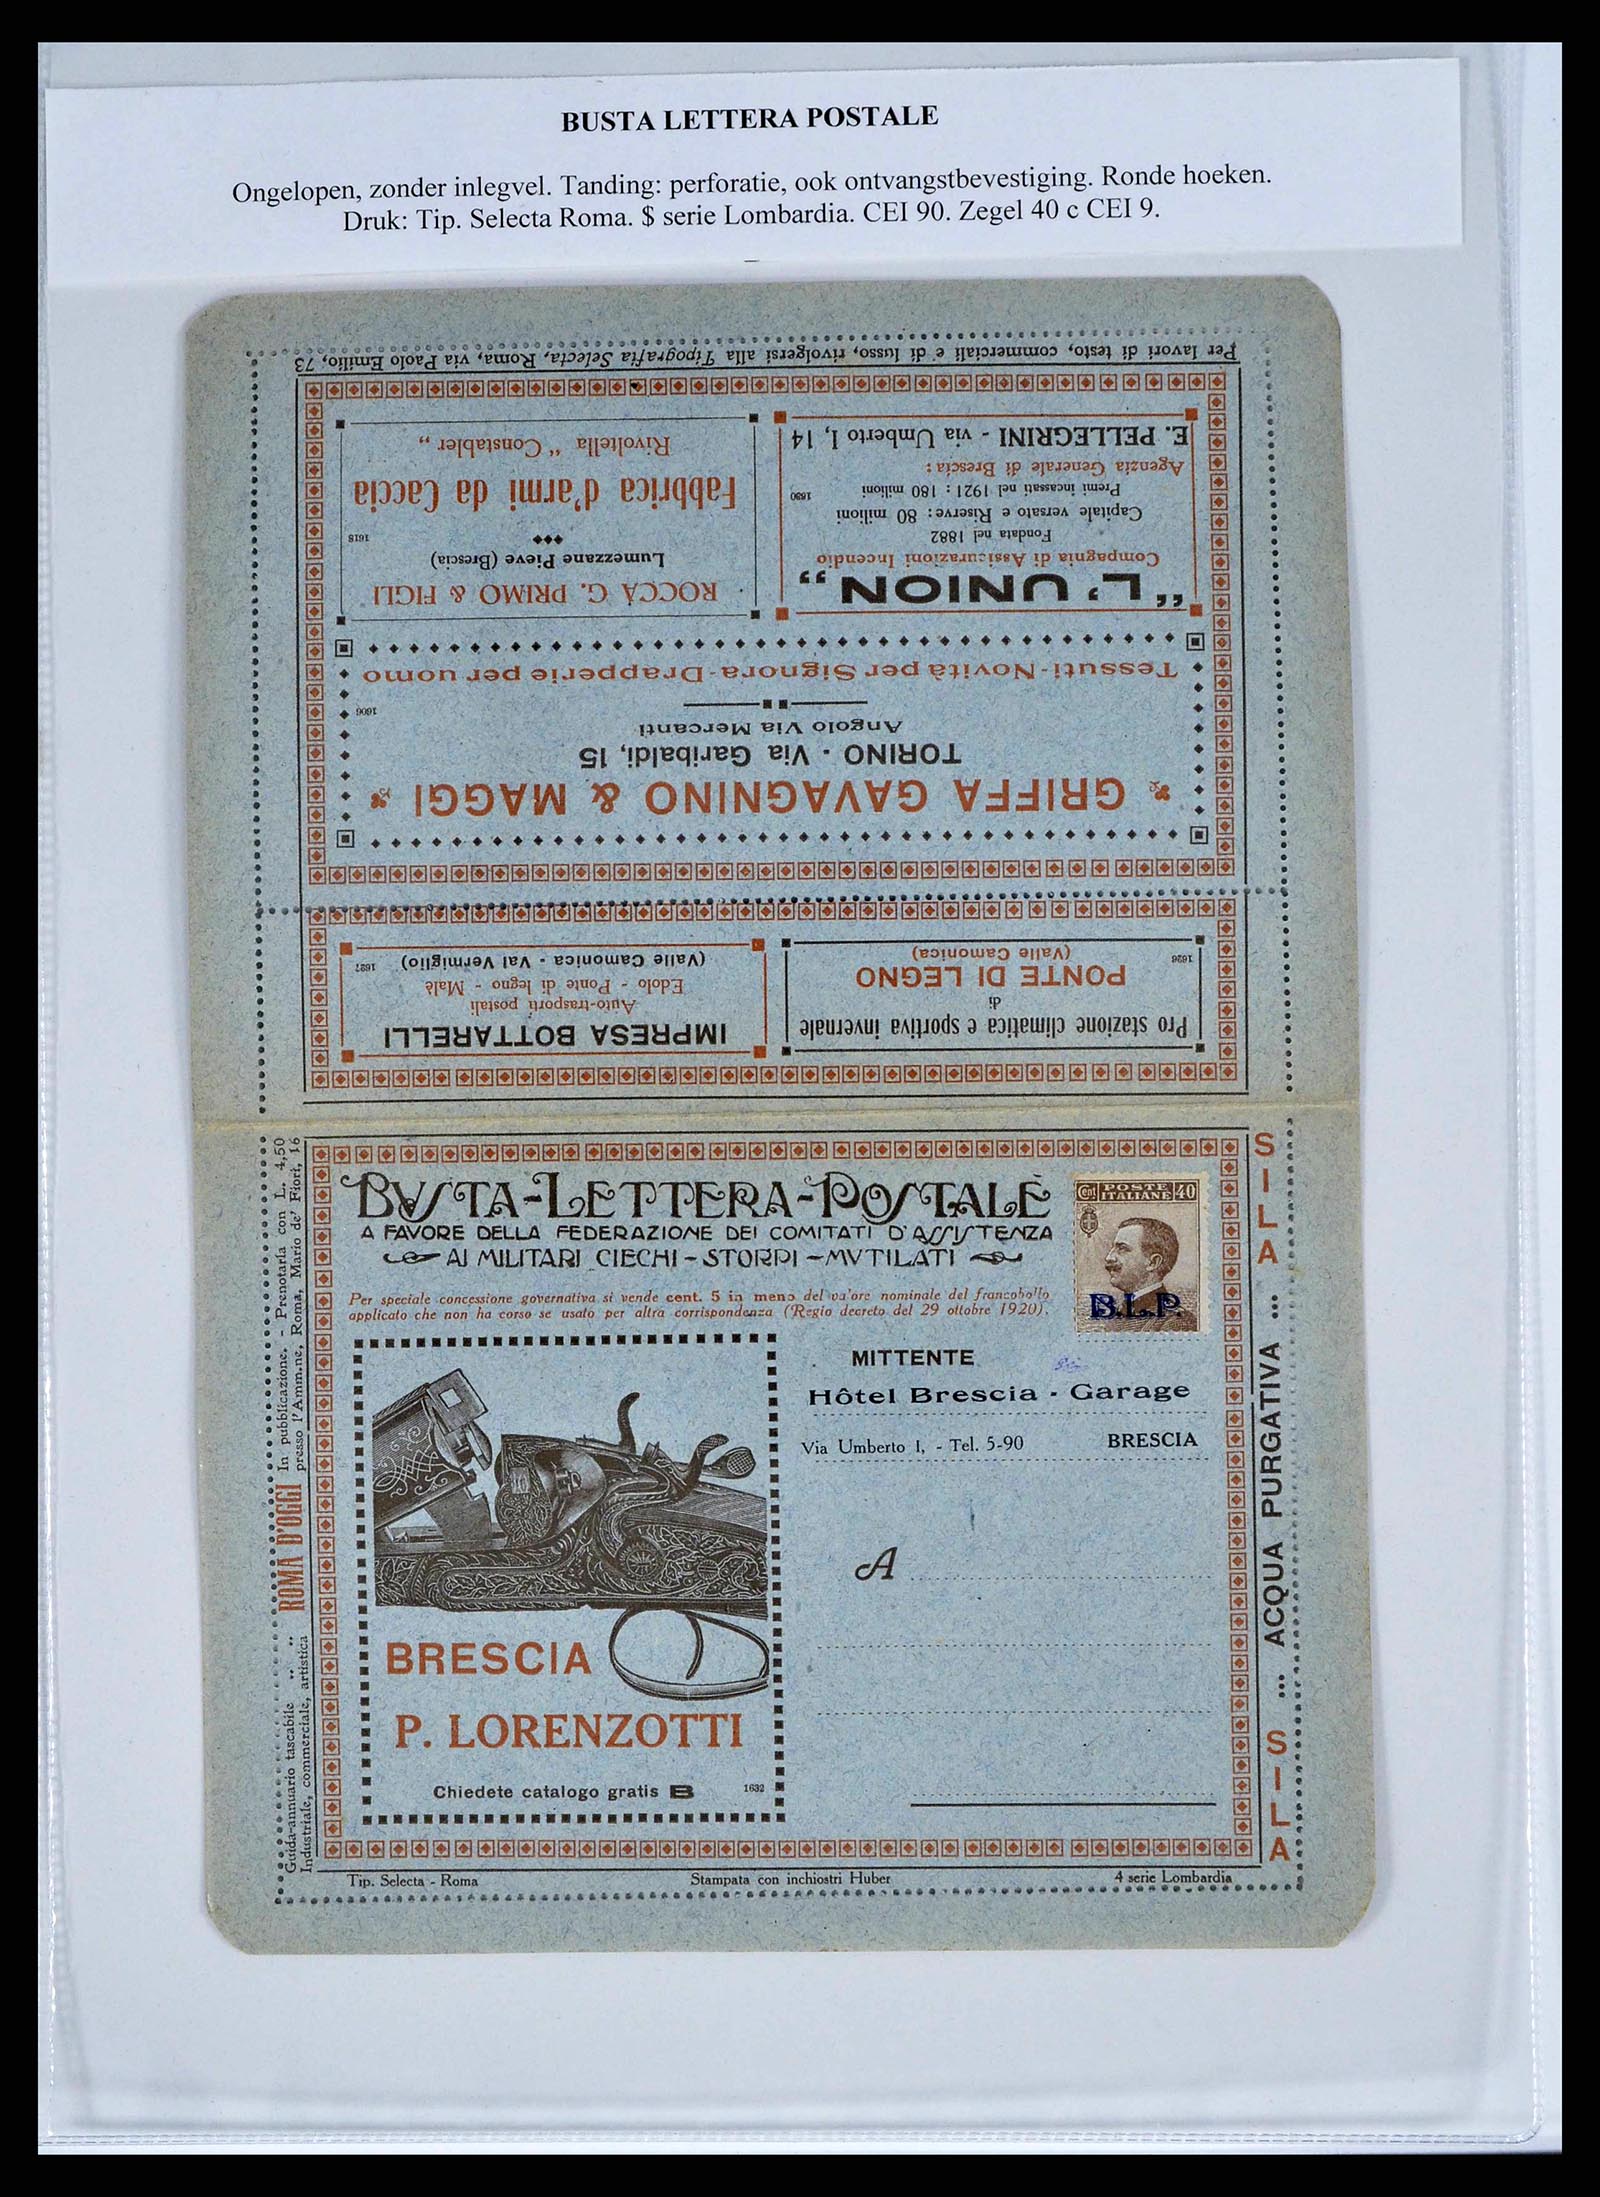 BUSTA LETTERA POSTALE
Ongelopen, zonder inlegvel. Tanding: perforatie, ook ontvangstbevestiging. Ronde hoeken.
Druk: Tip. Selecta Roma. $ serie Lombardia. CEI 90. Zegel 40 c CEI 9.
Per lavori di testo, commerciali e di lusso, rivolgersi alla Tipografia Selecta, Roma, via Paolo Emilio, 73
"L'UNION„
Compagnia di Assicurazioni Incendio
Fondata nel 1882
Capitale versato e Riserve: 80 milioni
Premi incassati nel 1921: 180 milioni
1630
Agenzia Generale di Brescia:
E. PELLEGRINI - via Umberto I, 14
ROCCA G. PRIMO & FIGLI
Lumezzane Pieve (Brescia)
1618
Fabbrica d'armi da Caccia
Rivoltella “ Constabler „
GRIFFA GAVAGNINO & MAGGI
TORINO - Via Garibaldi, 15
Angolo Via Mercanti
1606
Tessuti-Novità per Signora-Drapperie per uomo
Pro Stazione climatica e sportiva invernale
di
PONTE DI LEGNO
(Valle Camonica)
1626
IMPRESA BOTTARELLI
Auto-trasporti postali
Edolo - Ponte di legno - Malè
(Valle Camonica - Val Vermiglio)
1627
BUSTA-LETTERA-POSTALE
A FAVORE DELLA FEDERAZIONE DEI COMITATI D'ASSISTENZA
AI MILITARI CIECHI-STORPI-MVTILATI
Per speciale concessione governativa si vende cent. 5 in meno del valore nominale del francobollo
applicato che non ha corso se usato per altra corrispondenza (Regio decreto del 29 ottobre 1920).
Cent POSTE ITALIANE 40
B.L.P.
MITTENTE
Hôtel Brescia - Garage
Via Umberto I, - Tel. 5-90 BRESCIA
A
BRESCIA
P. LORENZOTTI
Chiedete catalogo gratis B
1632
SILA ... ACQUA PURGATIVA ... SILA
Guida-annuario tascabile ROMA D'OGGI In pubblicazione. - Prenotarla con L. 4,50
Industriale, commerciale, artistica presso l'Amm.ne, Roma, Mario de' Fiori, 16
Tip. Selecta - Roma Stampata con inchiostri Huber 4 serie Lombardia